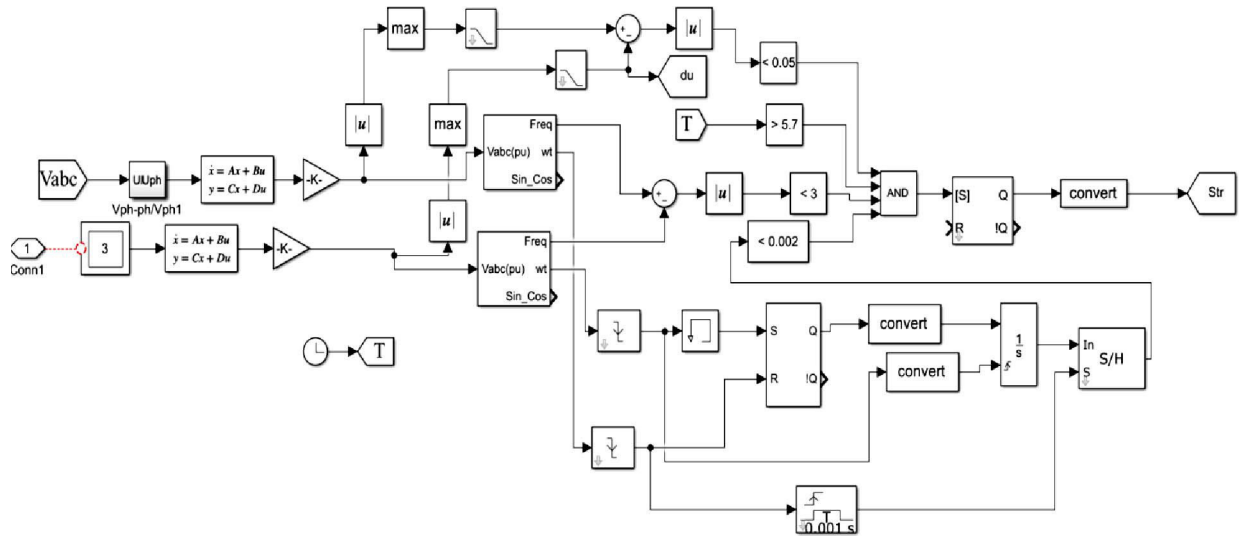 max
|u|
< 0.05
du
T
> 5.7
|u|
max
Freq
Vabc(pu)
wt
Sin_Cos
Vabc
UlUph
Vph-ph/Vph1
ẋ = Ax + Bu
y = Cx + Du
-K-
|u|
|u|
< 3
AND
[S]
Q
R
!Q
convert
Str
1
Conn1
3
ẋ = Ax + Bu
y = Cx + Du
-K-
Freq
Vabc(pu)
wt
Sin_Cos
< 0.002
T
S
Q
R
!Q
convert
convert
1
s
In
S/H
S
T
0.001 s